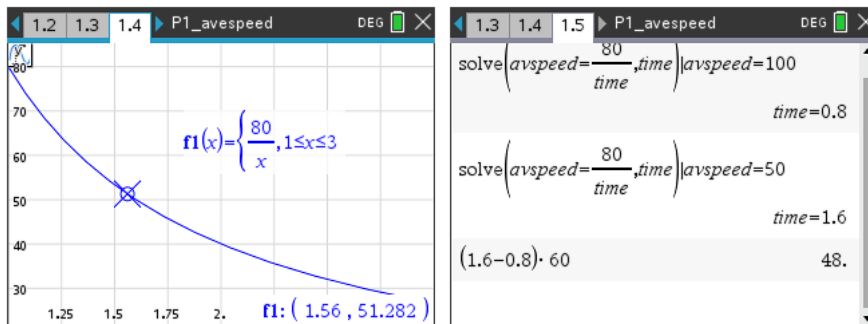 1.2 1.3 1.4 P1_avespeed DEG
y
80
70
f1(x)={80/x,1≤x≤3
60
50
40
30
1.25 1.5 1.75 2. f1: ( 1.56 , 51.282 )
1.3 1.4 1.5 P1_avespeed DEG
solve(avspeed=80/time,time)|avspeed=100
time=0.8
solve(avspeed=80/time,time)|avspeed=50
time=1.6
(1.6-0.8)·60 48.